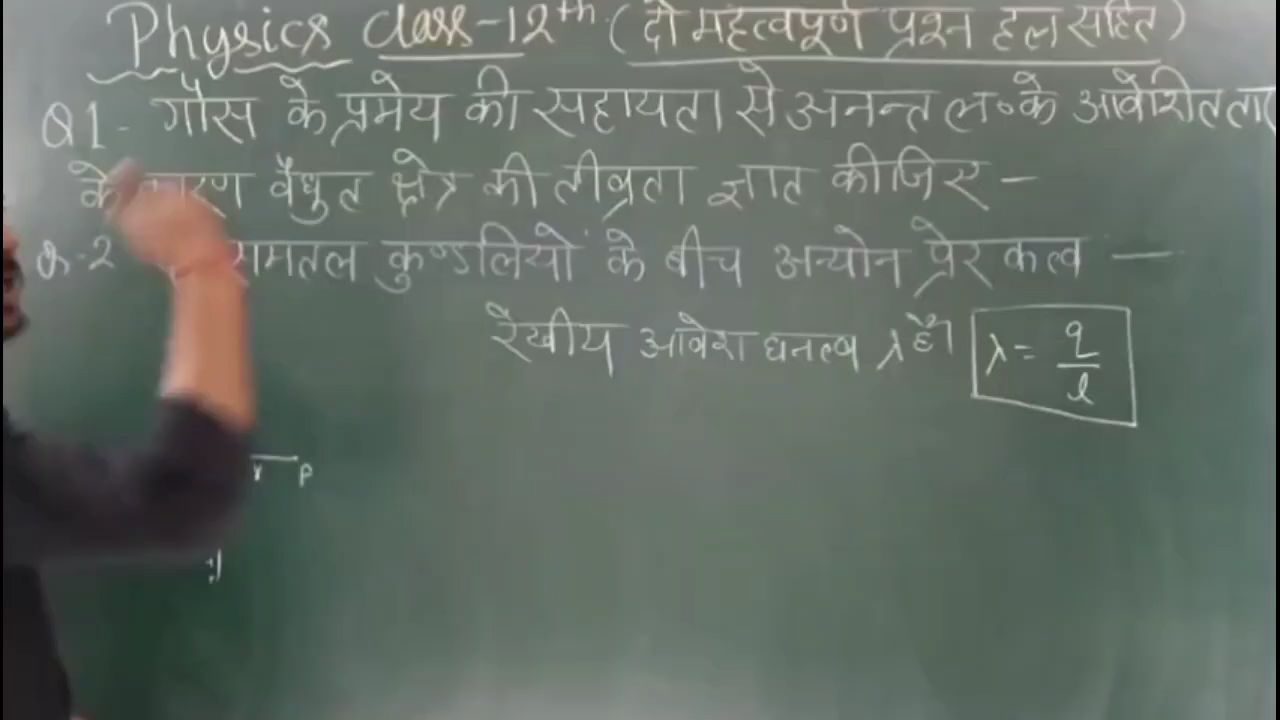 Physics class-12th. (दो महत्वपूर्ण प्रश्न हल सहित)
Q1- गौस के प्रमेय की सहायता से अनन्त ल॰के आवेशित
के कारण वैधुत क्षेत्र की तीव्रता ज्ञात कीजिए -
Q.-2 समतल कुण्डलियों के बीच अन्योन प्रेरकत्व —
रेखीय आवेश घनत्व λ है। λ = q/l
r P